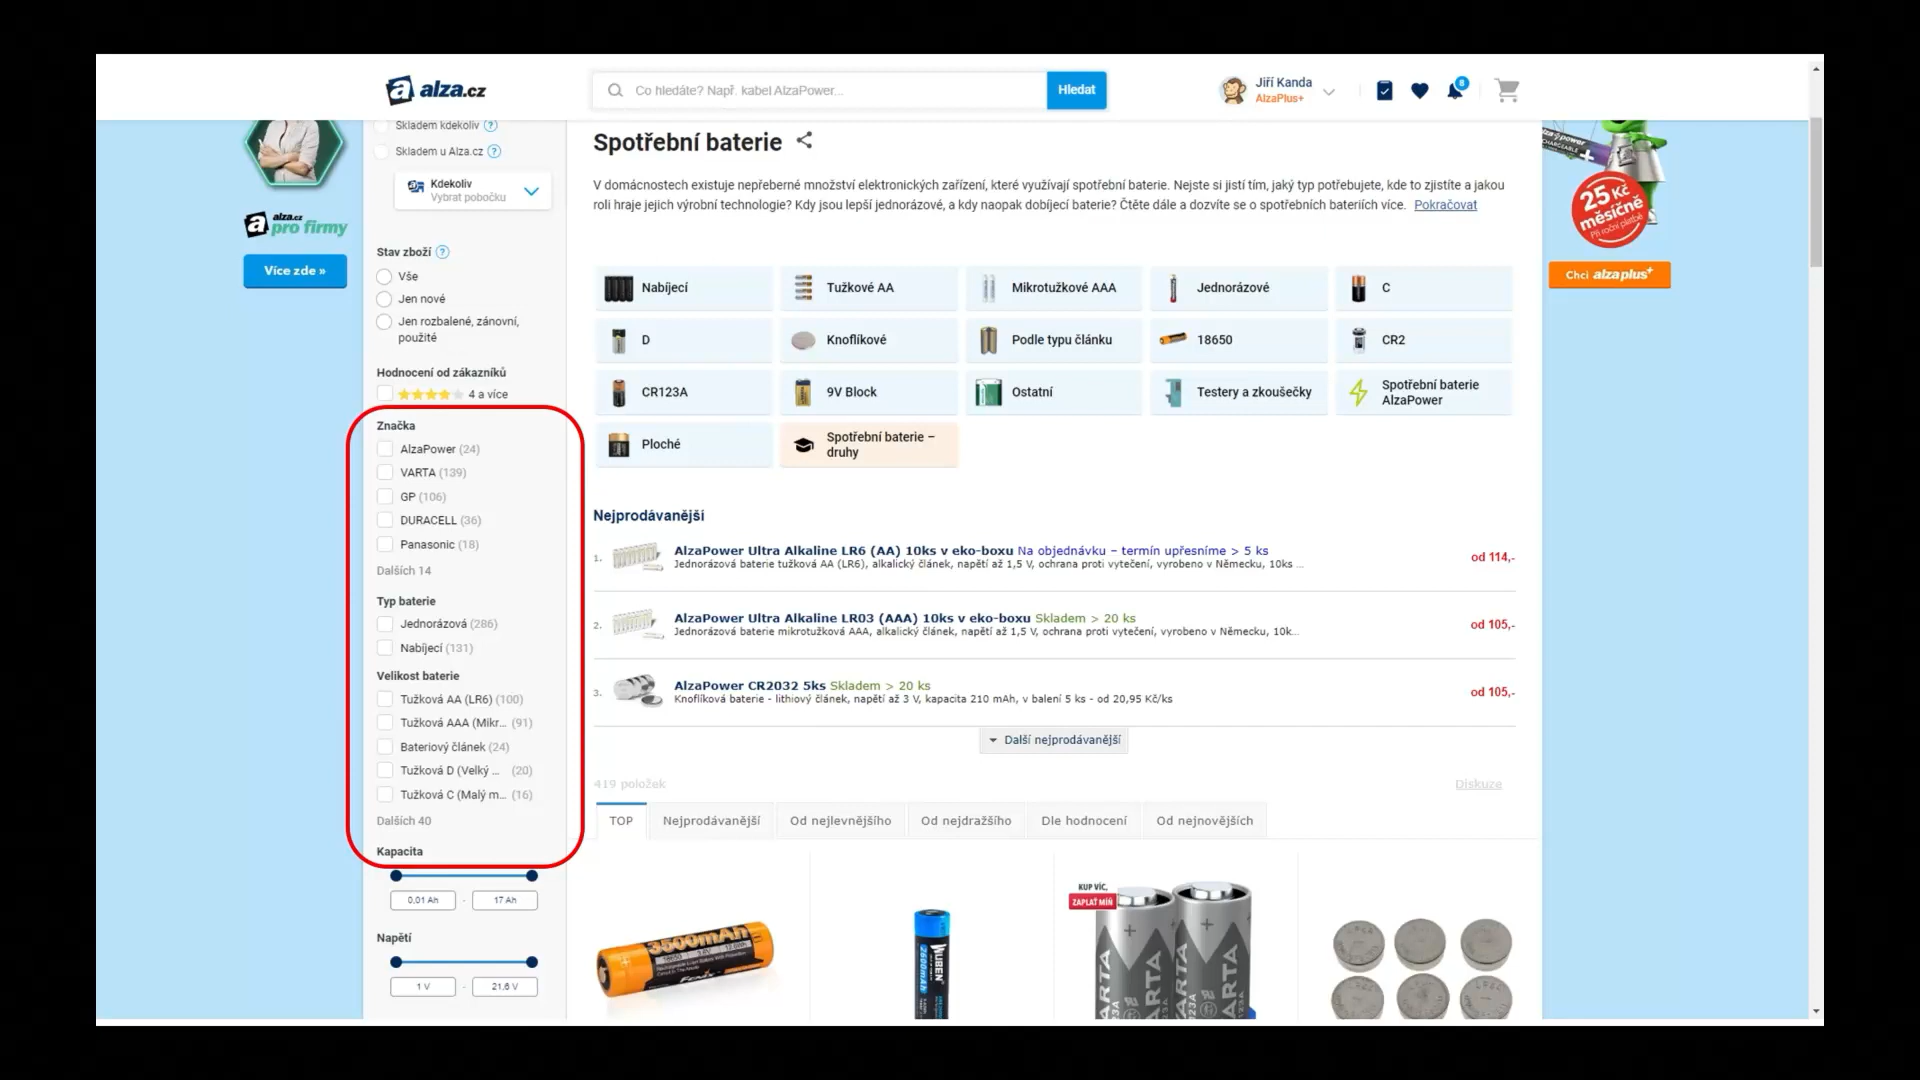 alza.cz
Co hledáte? Např. kabel AlzaPower...
Hledat
Jiří Kanda
AlzaPlus+
8
Skladem kdekoliv ?
Skladem u Alza.cz ?
Kdekoliv
Vybrat pobočku
Stav zboží ?
Vše
Jen nové
Jen rozbalené, zánovní,
použité
Hodnocení od zákazníků
4 a více
Značka
AlzaPower (24)
VARTA (139)
GP (106)
DURACELL (36)
Panasonic (18)
Dalších 14
Typ baterie
Jednorázová (286)
Nabíjecí (131)
Velikost baterie
Tužková AA (LR6) (100)
Tužková AAA (Mikr... (91)
Bateriový článek (24)
Tužková D (Velký ... (20)
Tužková C (Malý m... (16)
Dalších 40
Kapacita
0,01 Ah - 17 Ah
Napětí
1 V - 21,6 V
alza.cz
pro firmy
Více zde »
Spotřební baterie
V domácnostech existuje nepřeberné množství elektronických zařízení, které využívají spotřební baterie. Nejste si jistí tím, jaký typ potřebujete, kde to zjistíte a jakou
roli hraje jejich výrobní technologie? Kdy jsou lepší jednorázové, a kdy naopak dobíjecí baterie? Čtěte dále a dozvíte se o spotřebních bateriích více. Pokračovat
Nabíjecí
Tužkové AA
Mikrotužkové AAA
Jednorázové
C
D
Knoflíkové
Podle typu článku
18650
CR2
CR123A
9V Block
Ostatní
Testery a zkoušečky
Spotřební baterie
AlzaPower
Ploché
Spotřební baterie –
druhy
Nejprodávanější
1. AlzaPower Ultra Alkaline LR6 (AA) 10ks v eko-boxu Na objednávku – termín upřesníme > 5 ks
Jednorázová baterie tužková AA (LR6), alkalický článek, napětí až 1,5 V, ochrana proti vytečení, vyrobeno v Německu, 10ks ...
od 114,-
2. AlzaPower Ultra Alkaline LR03 (AAA) 10ks v eko-boxu Skladem > 20 ks
Jednorázová baterie mikrotužková AAA, alkalický článek, napětí až 1,5 V, ochrana proti vytečení, vyrobeno v Německu, 10k...
od 105,-
3. AlzaPower CR2032 5ks Skladem > 20 ks
Knoflíková baterie - lithiový článek, napětí až 3 V, kapacita 210 mAh, v balení 5 ks - od 20,95 Kč/ks
od 105,-
Další nejprodávanější
419 položek
Diskuze
TOP
Nejprodávanější
Od nejlevnějšího
Od nejdražšího
Dle hodnocení
Od nejnovějších
3500mAh
WUBEN
2600mAh
KUP VÍC,
ZAPLAŤ MÍŇ
VARTA
VARTA
25 Kč
měsíčně
Při roční platbě
Chci alzaplus+